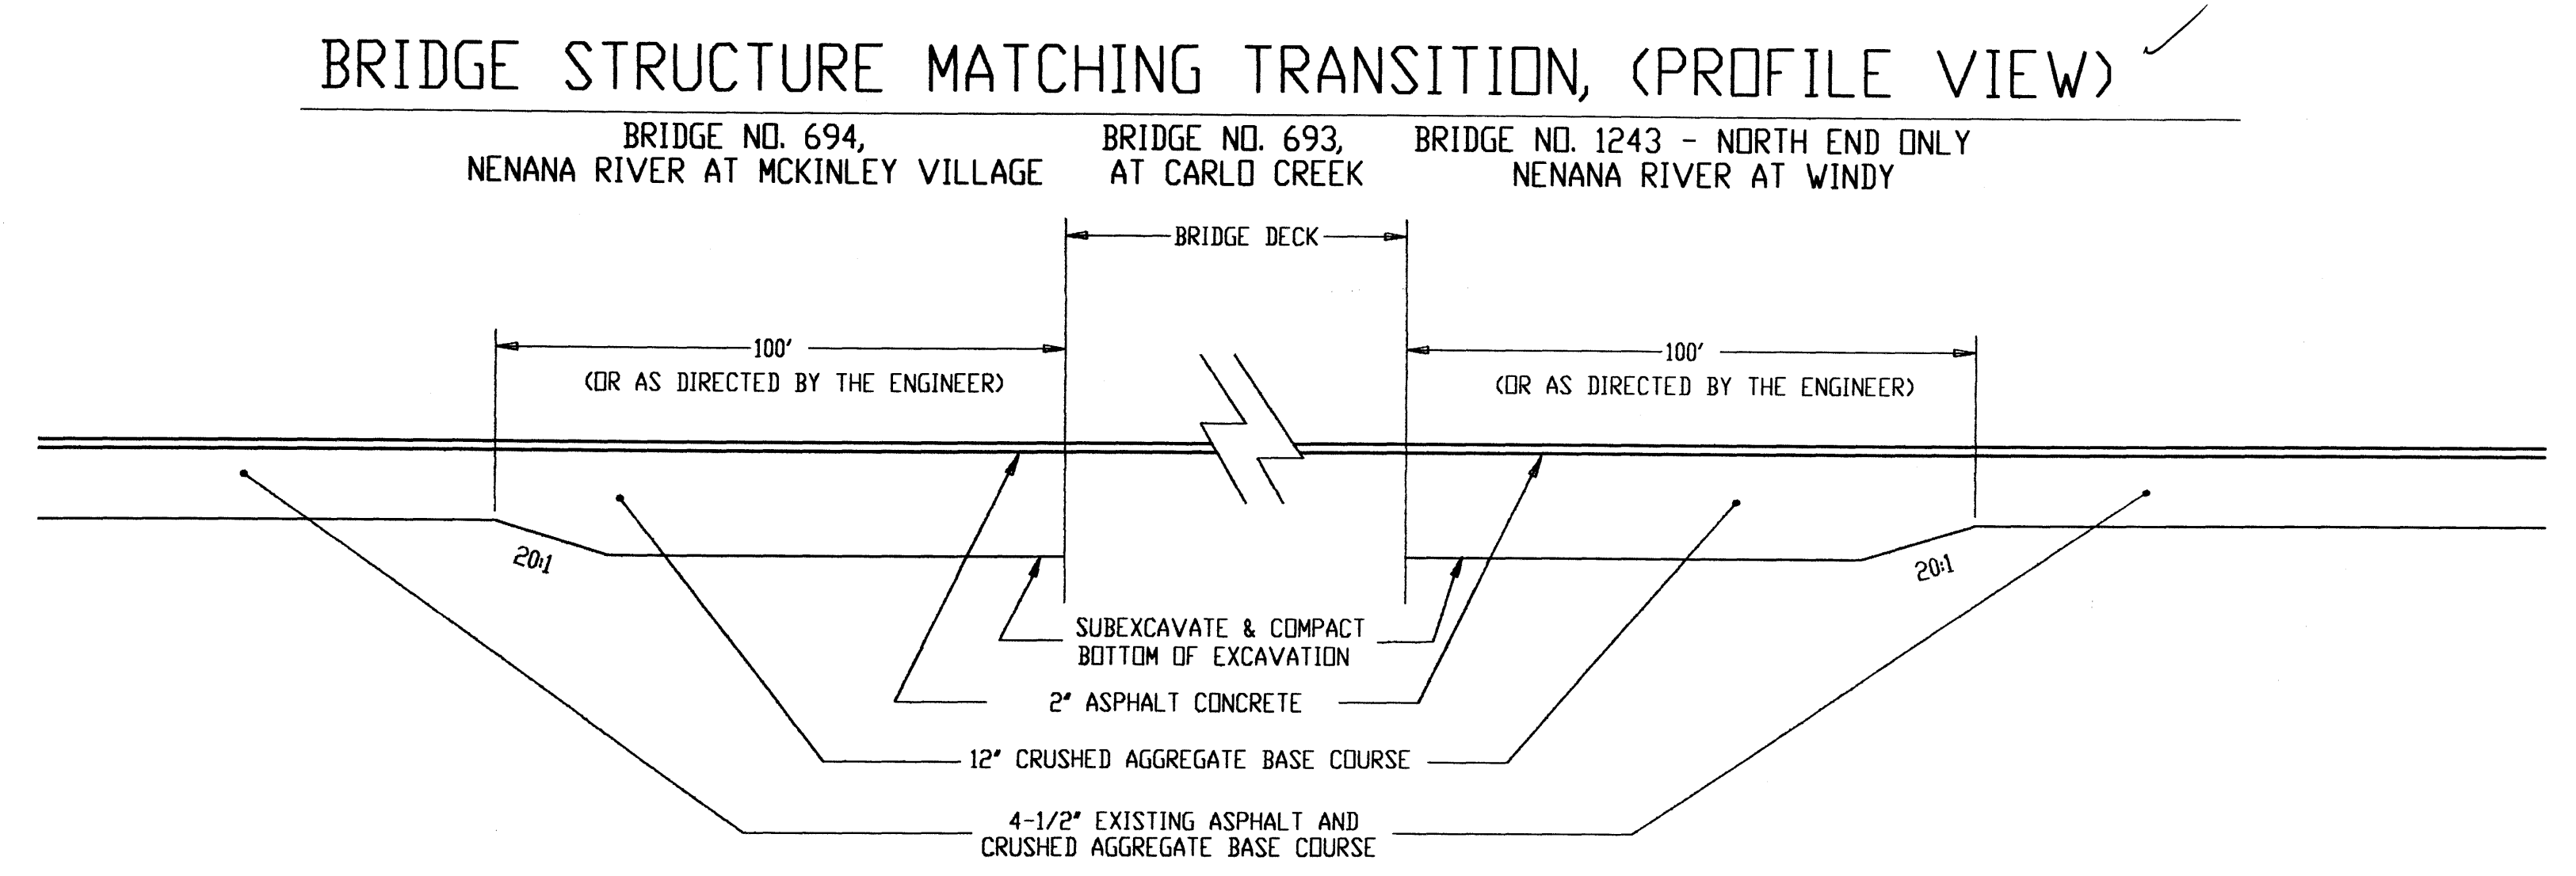 BRIDGE STRUCTURE MATCHING TRANSITION, (PROFILE VIEW)
BRIDGE NO. 694,
NENANA RIVER AT MCKINLEY VILLAGE
BRIDGE NO. 693,
AT CARLO CREEK
BRIDGE NO. 1243 - NORTH END ONLY
NENANA RIVER AT WINDY
BRIDGE DECK
100'
(OR AS DIRECTED BY THE ENGINEER)
100'
(OR AS DIRECTED BY THE ENGINEER)
20:1
20:1
SUBEXCAVATE & COMPACT
BOTTOM OF EXCAVATION
2" ASPHALT CONCRETE
12" CRUSHED AGGREGATE BASE COURSE
4-1/2" EXISTING ASPHALT AND
CRUSHED AGGREGATE BASE COURSE